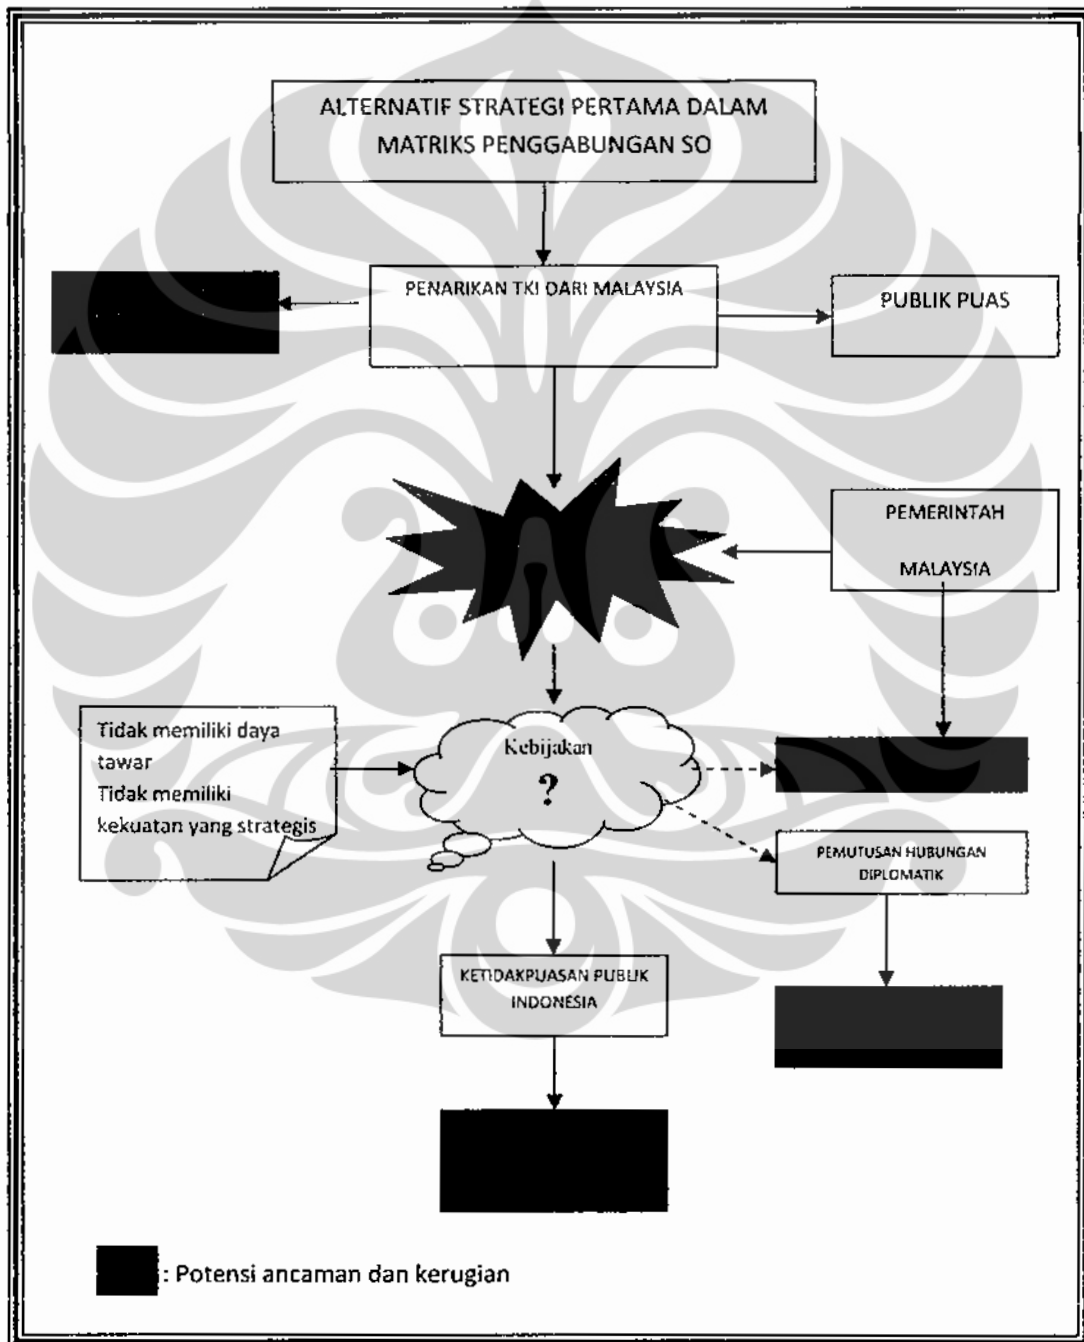 ALTERNATIF STRATEGI PERTAMA DALAM
MATRIKS PENGGABUNGAN SO
PENARIKAN TKI DARI MALAYSIA
PUBLIK PUAS
PEMERINTAH
MALAYSIA
Tidak memiliki daya
tawar
Tidak memiliki
kekuatan yang strategis
Kebijakan
?
PEMUTUSAN HUBUNGAN
DIPLOMATIK
KETIDAKPUASAN PUBLIK
INDONESIA
: Potensi ancaman dan kerugian